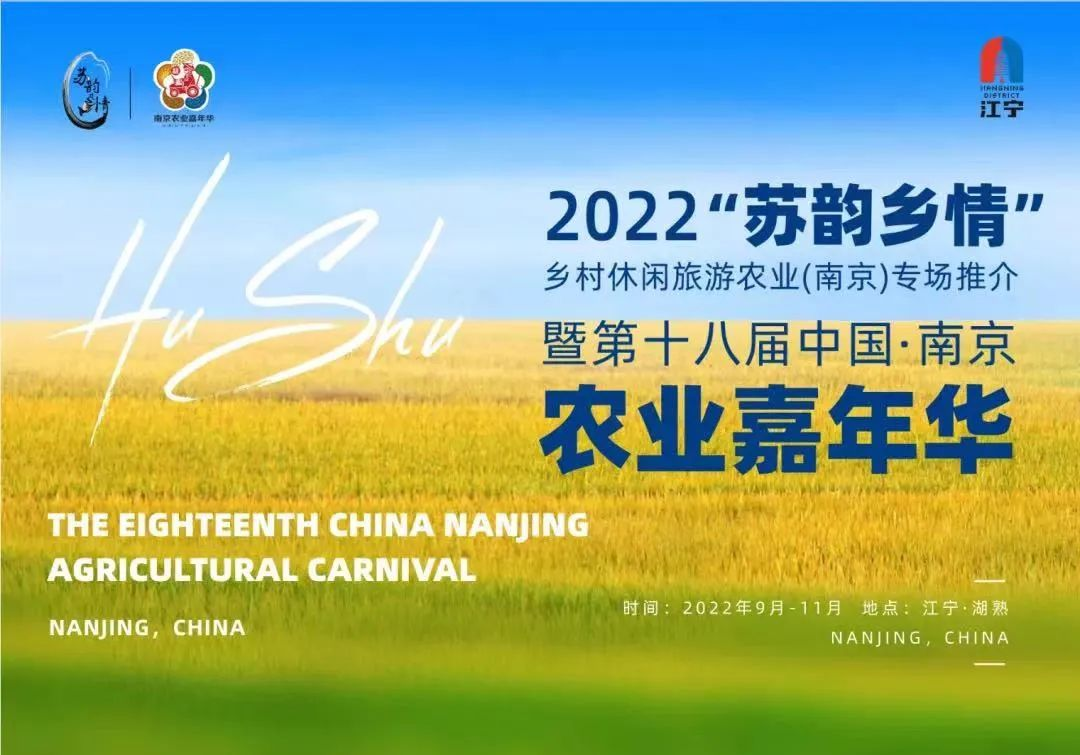 苏韵乡情
南京农业嘉年华
JIANGNING
DISTRICT
江宁
Hu Shu
2022“苏韵乡情”
乡村休闲旅游农业(南京)专场推介
暨第十八届中国·南京
农业嘉年华
THE EIGHTEENTH CHINA NANJING
AGRICULTURAL CARNIVAL
NANJING, CHINA
时间：2022年9月-11月 地点：江宁·湖熟
NANJING, CHINA